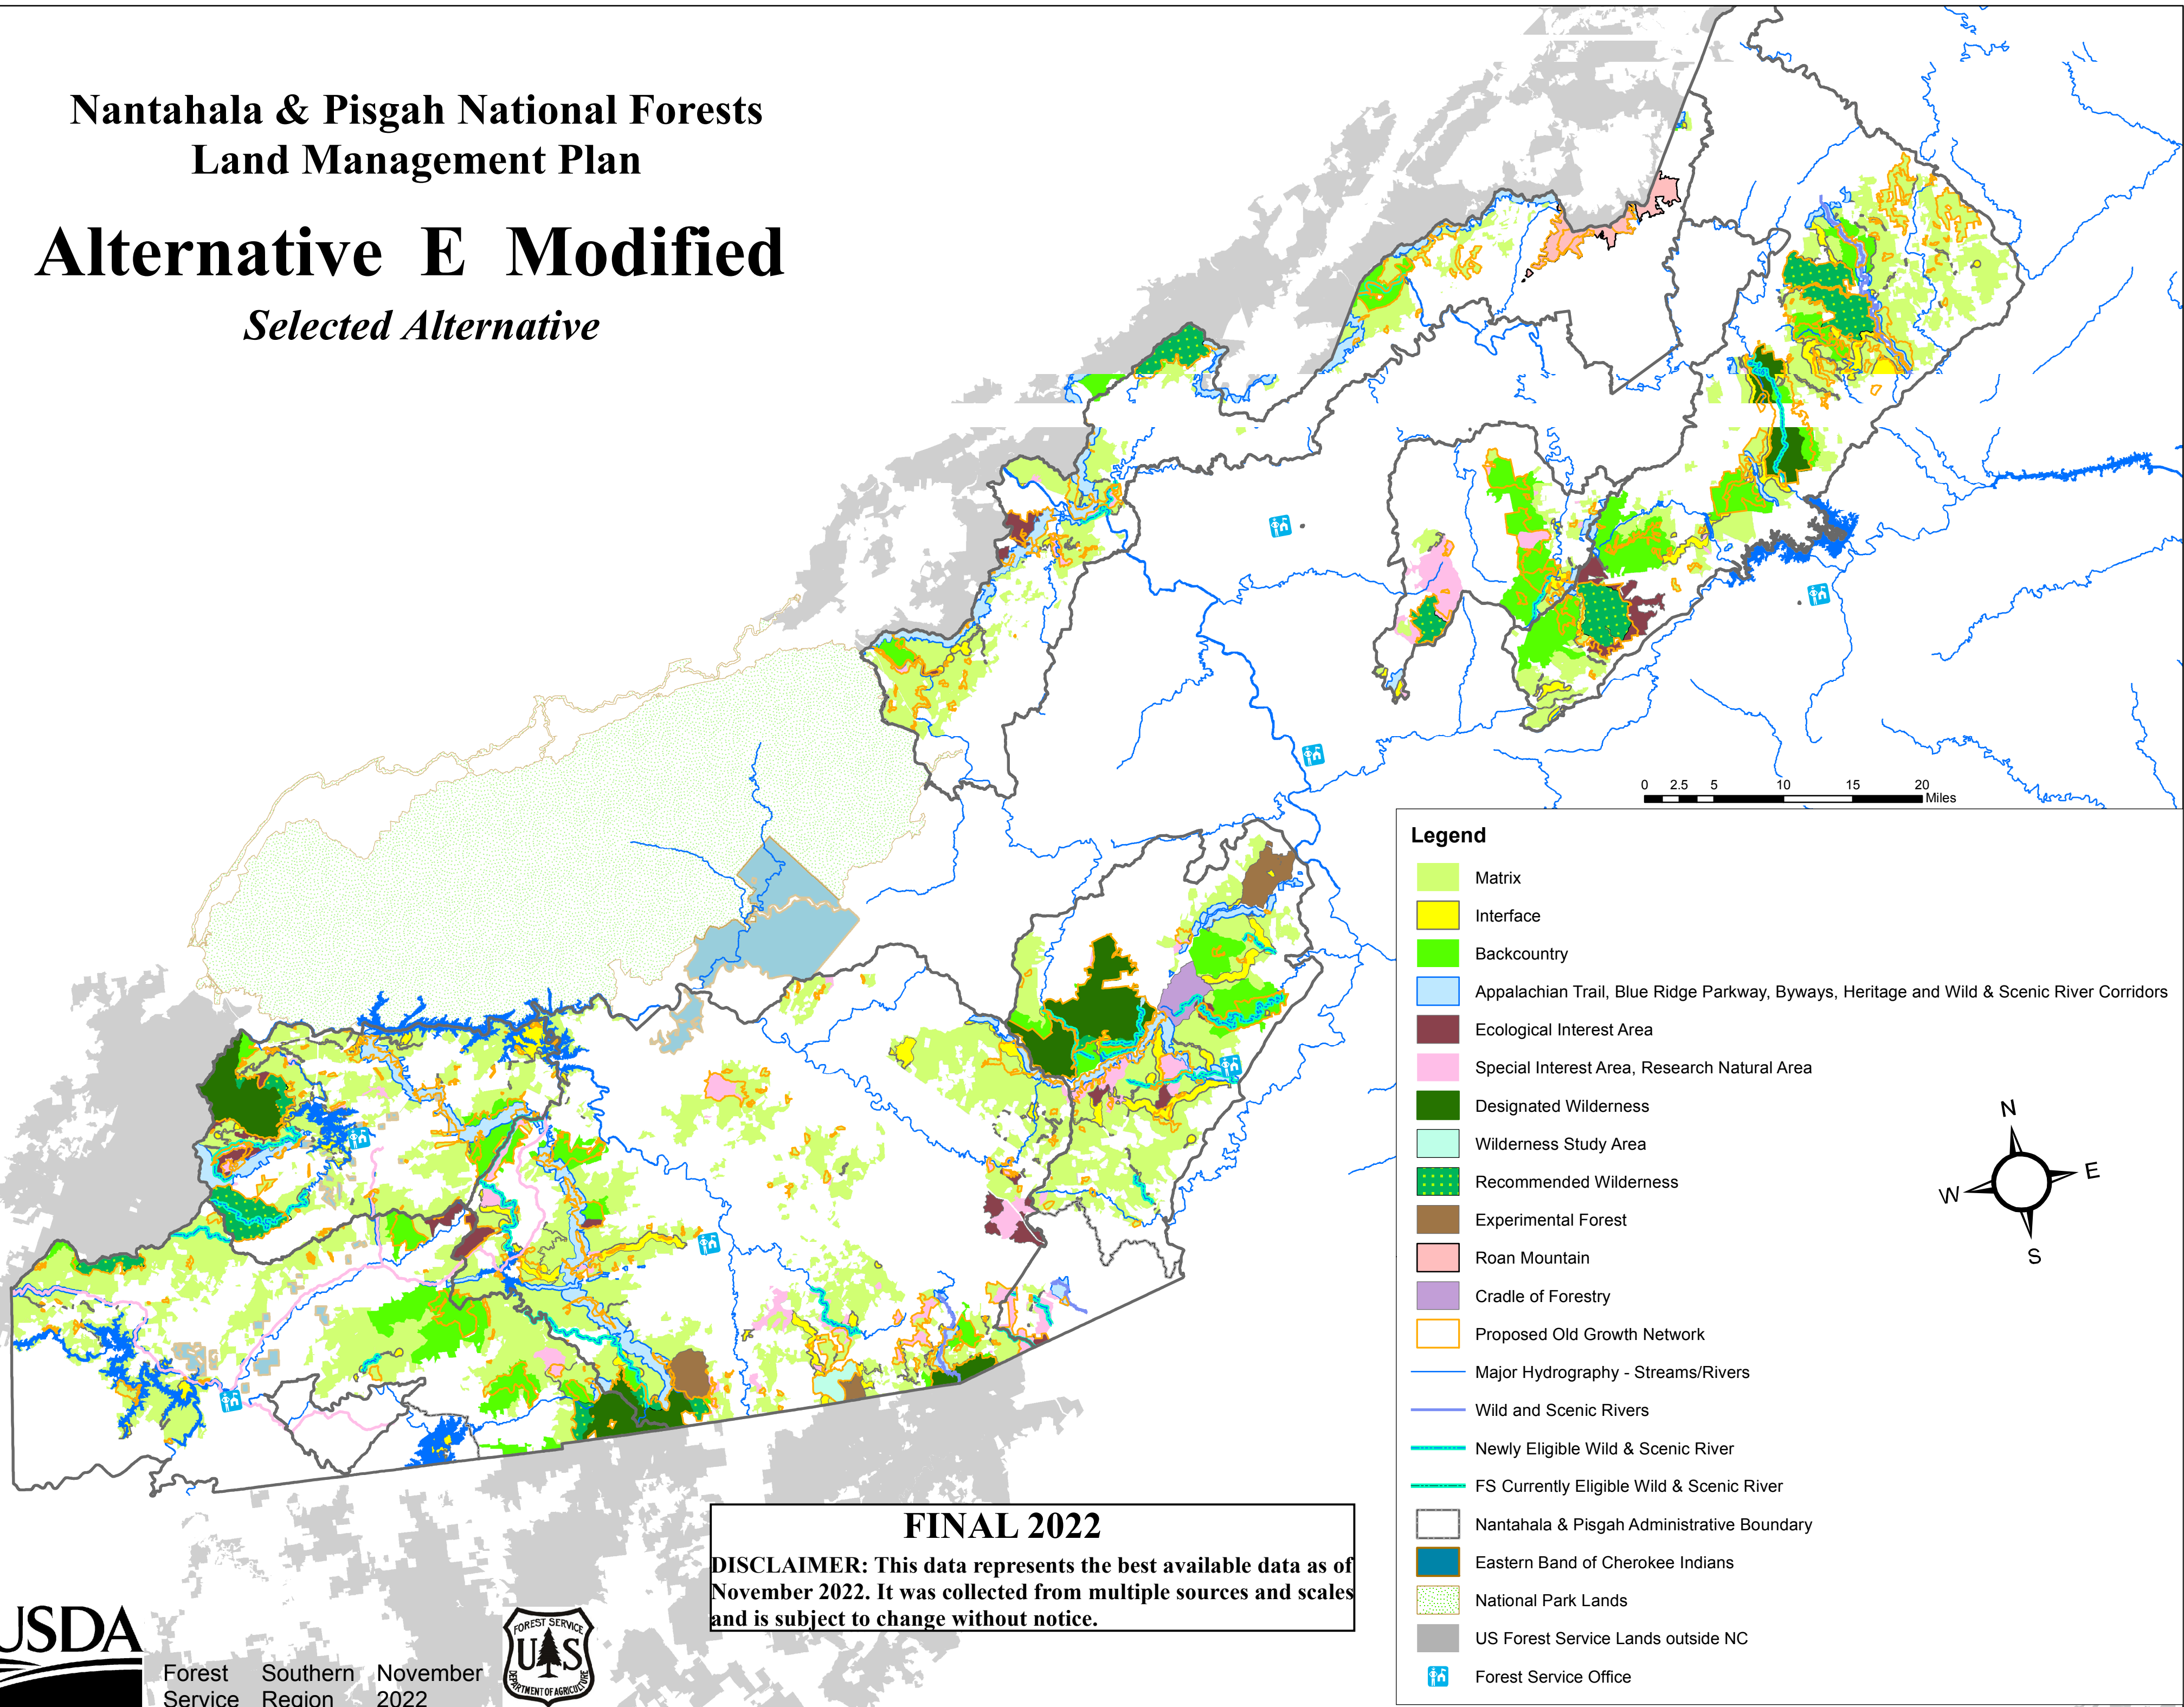 Nantahala & Pisgah National Forests
Land Management Plan
Alternative E Modified
Selected Alternative
0 2.5 5 10 15 20
Miles
Legend
Matrix
Interface
Backcountry
Appalachian Trail, Blue Ridge Parkway, Byways, Heritage and Wild & Scenic River Corridors
Ecological Interest Area
Special Interest Area, Research Natural Area
Designated Wilderness
Wilderness Study Area
Recommended Wilderness
Experimental Forest
Roan Mountain
Cradle of Forestry
Proposed Old Growth Network
Major Hydrography - Streams/Rivers
Wild and Scenic Rivers
Newly Eligible Wild & Scenic River
FS Currently Eligible Wild & Scenic River
Nantahala & Pisgah Administrative Boundary
Eastern Band of Cherokee Indians
National Park Lands
US Forest Service Lands outside NC
Forest Service Office
N
W E
S
FINAL 2022
DISCLAIMER: This data represents the best available data as of
November 2022. It was collected from multiple sources and scales
and is subject to change without notice.
USDA
Forest Southern November
Service Region 2022
FOREST SERVICE
U S
DEPARTMENT OF AGRICULTURE